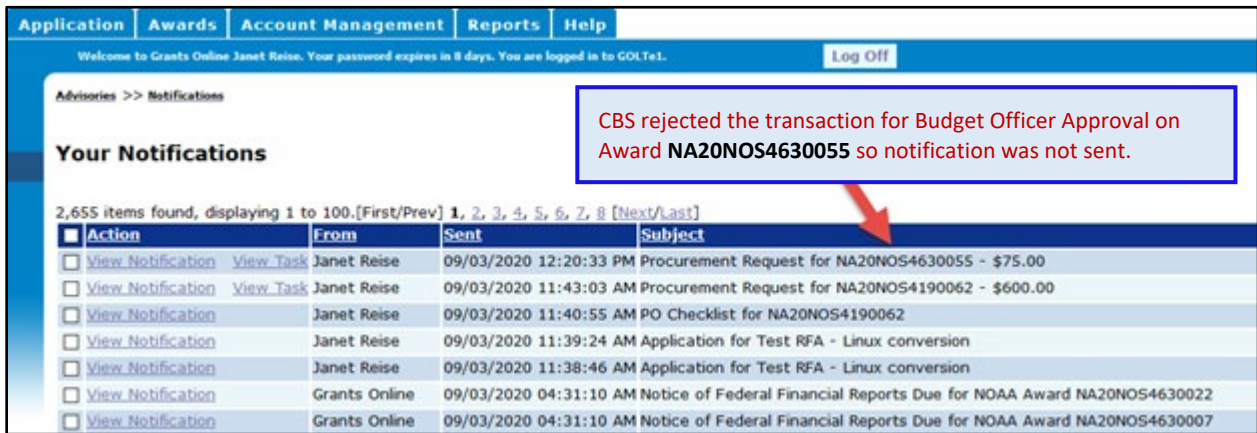 Application Awards Account Management Reports Help
Welcome to Grants Online Janet Reise. Your password expires in 8 days. You are logged in to GOLTe1. Log Off
Advisories >> Notifications
CBS rejected the transaction for Budget Officer Approval on
Award NA20NOS4630055 so notification was not sent.
Your Notifications
2,655 items found, displaying 1 to 100.[First/Prev] 1, 2, 3, 4, 5, 6, 7, 8 [Next/Last]
Action From Sent Subject
View Notification View Task Janet Reise 09/03/2020 12:20:33 PM Procurement Request for NA20NOS4630055 - $75.00
View Notification View Task Janet Reise 09/03/2020 11:43:03 AM Procurement Request for NA20NOS4190062 - $600.00
View Notification Janet Reise 09/03/2020 11:40:55 AM PO Checklist for NA20NOS4190062
View Notification Janet Reise 09/03/2020 11:39:24 AM Application for Test RFA - Linux conversion
View Notification Janet Reise 09/03/2020 11:38:46 AM Application for Test RFA - Linux conversion
View Notification Grants Online 09/03/2020 04:31:10 AM Notice of Federal Financial Reports Due for NOAA Award NA20NOS4630022
View Notification Grants Online 09/03/2020 04:31:10 AM Notice of Federal Financial Reports Due for NOAA Award NA20NOS4630007